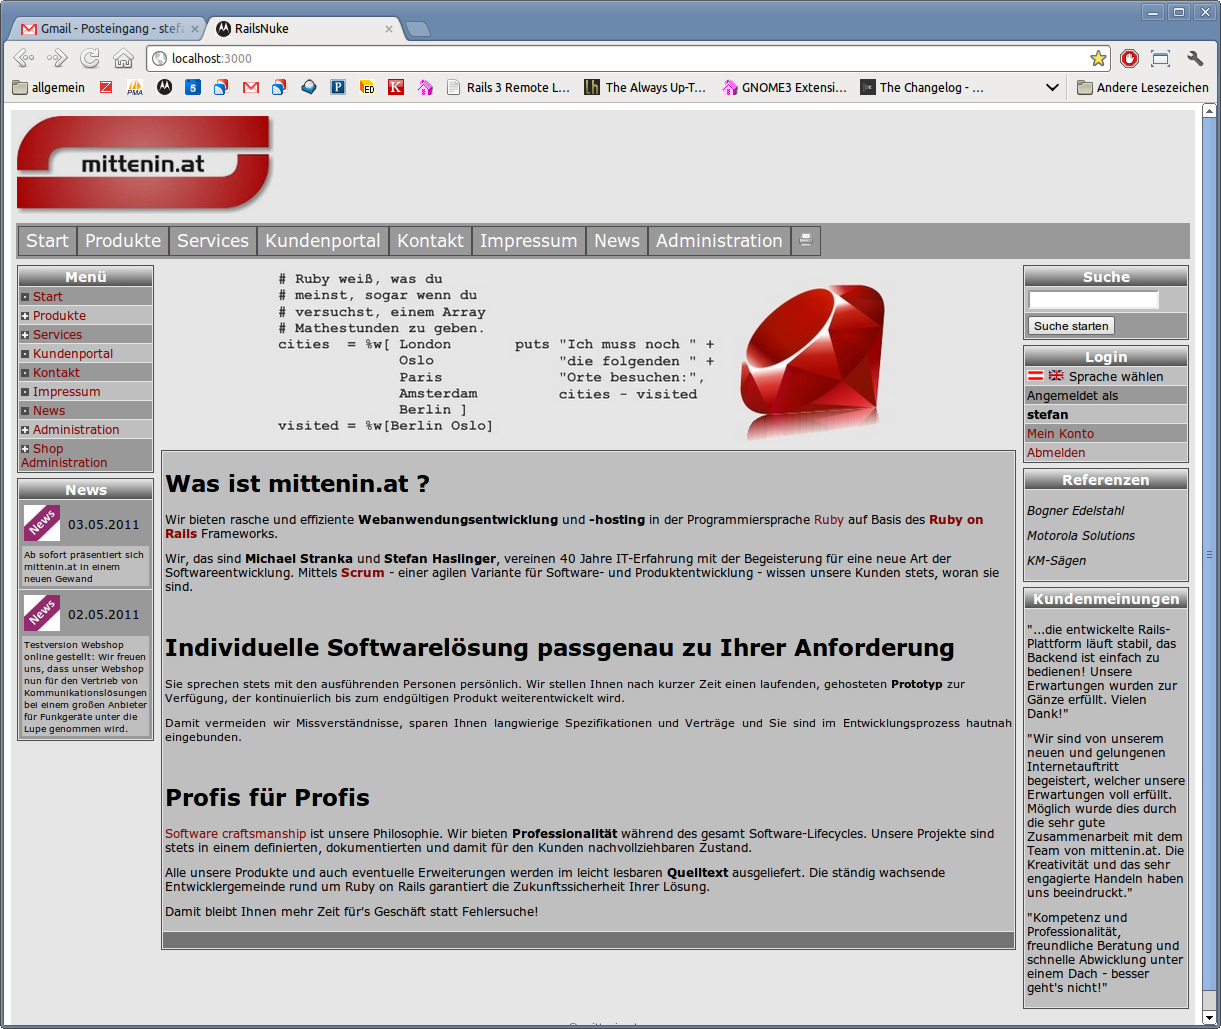 Gmail - Posteingang - stef
RailsNuke
localhost:3000
allgemein
PMA
5
P
ED
K
Rails 3 Remote L...
lh
The Always Up-T...
GNOME3 Extensi...
The Changelog - ...
Andere Lesezeichen
mittenin.at
Start
Produkte
Services
Kundenportal
Kontakt
Impressum
News
Administration
Menü
Start
Produkte
Services
Kundenportal
Kontakt
Impressum
News
Administration
Shop
Administration
News
News
03.05.2011
Ab sofort präsentiert sich
mittenin.at in einem
neuen Gewand
News
02.05.2011
Testversion Webshop
online gestellt: Wir freuen
uns, dass unser Webshop
nun für den Vertrieb von
Kommunikationslösungen
bei einem großen Anbieter
für Funkgeräte unter die
Lupe genommen wird.
# Ruby weiß, was du
# meinst, sogar wenn du
# versuchst, einem Array
# Mathestunden zu geben.
cities = %w[ London
Oslo
Paris
Amsterdam
Berlin ]
visited = %w[Berlin Oslo]
puts "Ich muss noch " +
"die folgenden " +
"Orte besuchen:",
cities - visited
Was ist mittenin.at ?
Wir bieten rasche und effiziente Webanwendungsentwicklung und -hosting in der Programmiersprache Ruby auf Basis des Ruby on
Rails Frameworks.
Wir, das sind Michael Stranka und Stefan Haslinger, vereinen 40 Jahre IT-Erfahrung mit der Begeisterung für eine neue Art der
Softwareentwicklung. Mittels Scrum - einer agilen Variante für Software- und Produktentwicklung - wissen unsere Kunden stets, woran sie
sind.
Individuelle Softwarelösung passgenau zu Ihrer Anforderung
Sie sprechen stets mit den ausführenden Personen persönlich. Wir stellen Ihnen nach kurzer Zeit einen laufenden, gehosteten Prototyp zur
Verfügung, der kontinuierlich bis zum endgültigen Produkt weiterentwickelt wird.
Damit vermeiden wir Missverständnisse, sparen Ihnen langwierige Spezifikationen und Verträge und Sie sind im Entwicklungsprozess hautnah
eingebunden.
Profis für Profis
Software craftsmanship ist unsere Philosophie. Wir bieten Professionalität während des gesamt Software-Lifecycles. Unsere Projekte sind
stets in einem definierten, dokumentierten und damit für den Kunden nachvollziehbaren Zustand.
Alle unsere Produkte und auch eventuelle Erweiterungen werden im leicht lesbaren Quelltext ausgeliefert. Die ständig wachsende
Entwicklergemeinde rund um Ruby on Rails garantiert die Zukunftssicherheit Ihrer Lösung.
Damit bleibt Ihnen mehr Zeit für's Geschäft statt Fehlersuche!
Suche
Suche starten
Login
Sprache wählen
Angemeldet als
stefan
Mein Konto
Abmelden
Referenzen
Bogner Edelstahl
Motorola Solutions
KM-Sägen
Kundenmeinungen
"...die entwickelte Rails-
Plattform läuft stabil, das
Backend ist einfach zu
bedienen! Unsere
Erwartungen wurden zur
Gänze erfüllt. Vielen
Dank!"
"Wir sind von unserem
neuen und gelungenen
Internetauftritt
begeistert, welcher unsere
Erwartungen voll erfüllt.
Möglich wurde dies durch
die sehr gute
Zusammenarbeit mit dem
Team von mittenin.at. Die
Kreativität und das sehr
engagierte Handeln haben
uns beeindruckt."
"Kompetenz und
Professionalität,
freundliche Beratung und
schnelle Abwicklung unter
einem Dach - besser
geht's nicht!"